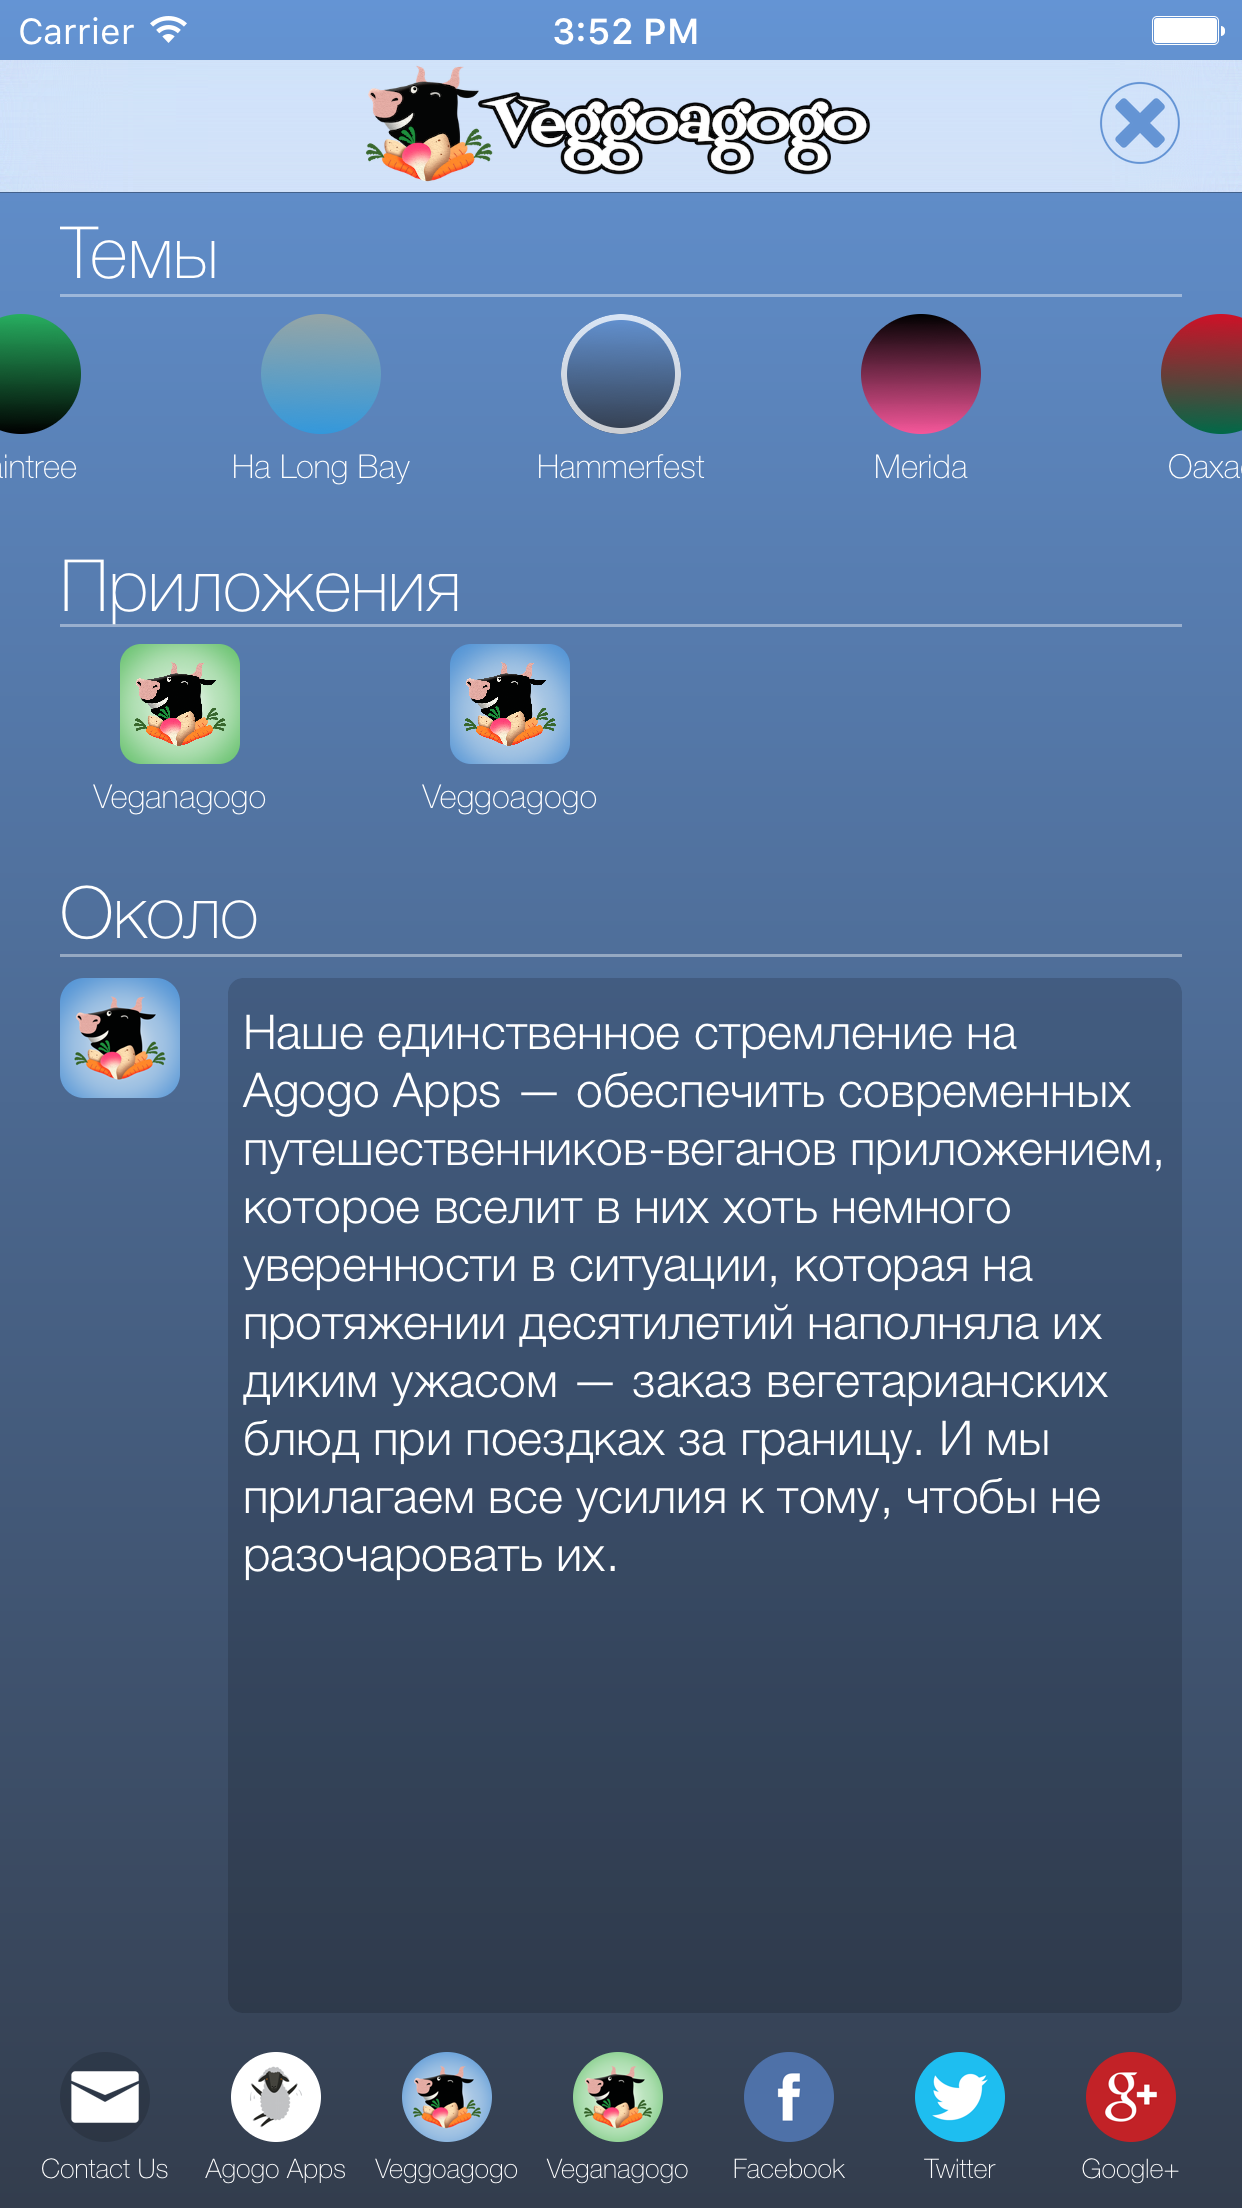 Carrier 3:52 PM
Veggoagogo
Темы
intree Ha Long Bay Hammerfest Merida Oaxa
Приложения
Veganagogo Veggoagogo
Около
Наше единственное стремление на
Agogo Apps — обеспечить современных
путешественников-веганов приложением,
которое вселит в них хоть немного
уверенности в ситуации, которая на
протяжении десятилетий наполняла их
диким ужасом — заказ вегетарианских
блюд при поездках за границу. И мы
прилагаем все усилия к тому, чтобы не
разочаровать их.
Contact Us Agogo Apps Veggoagogo Veganagogo Facebook Twitter Google+